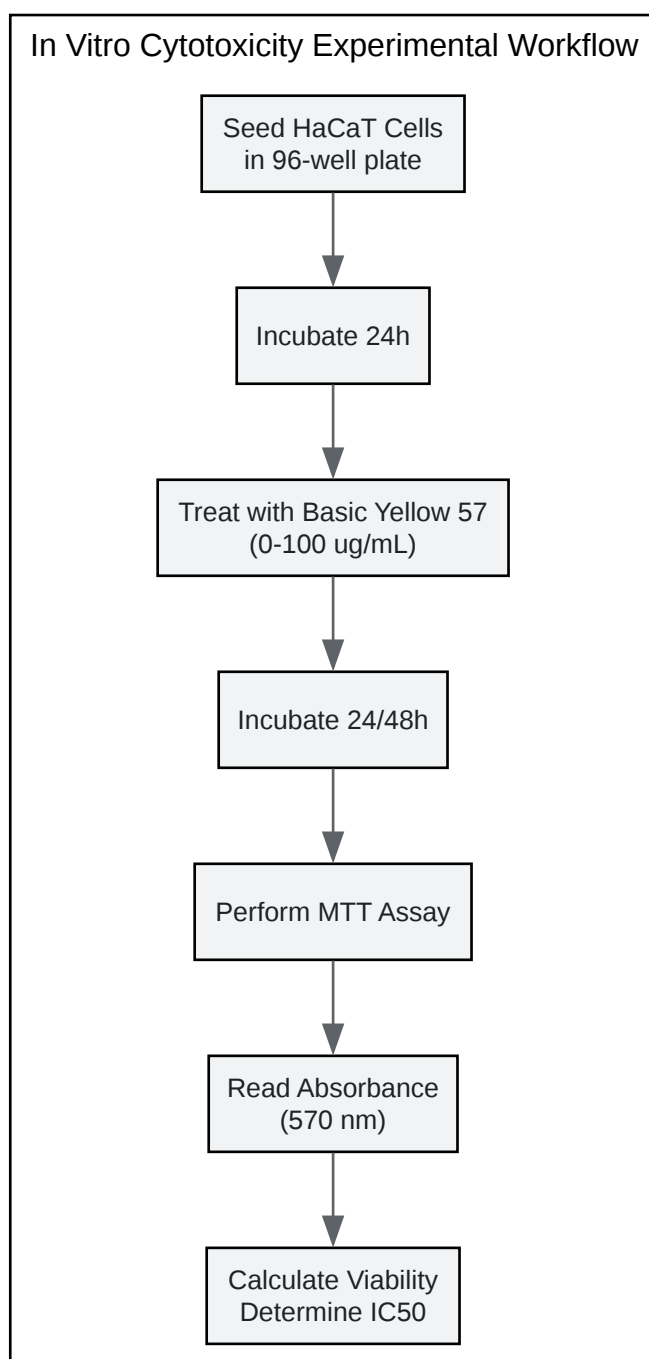 In Vitro Cytotoxicity Experimental Workflow
Seed HaCaT Cells
in 96-well plate
Incubate 24h
Treat with Basic Yellow 57
(0-100 ug/mL)
Incubate 24/48h
Perform MTT Assay
Read Absorbance
(570 nm)
Calculate Viability
Determine IC50